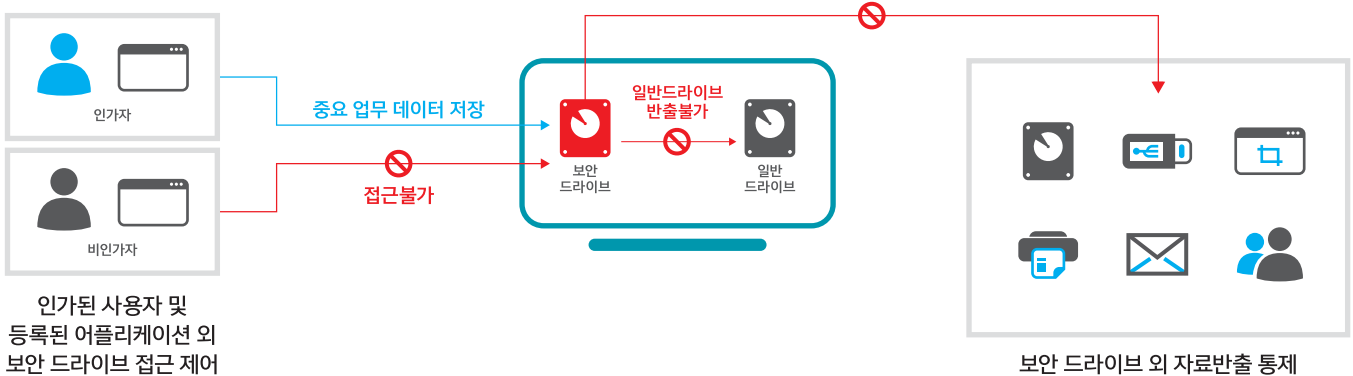 인가자
비인가자
인가된 사용자 및
등록된 어플리케이션 외
보안 드라이브 접근 제어
중요 업무 데이터 저장
접근불가
보안
드라이브
일반드라이브
반출불가
일반
드라이브
보안 드라이브 외 자료반출 통제